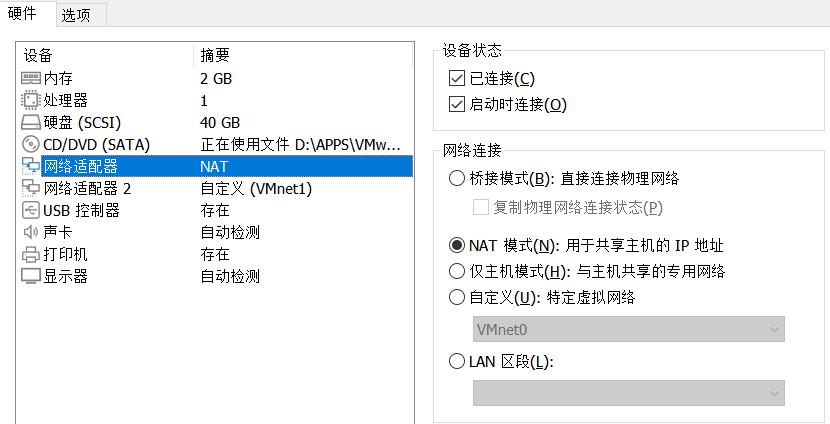 硬件 选项
设备 摘要
内存 2 GB
处理器 1
硬盘 (SCSI) 40 GB
CD/DVD (SATA) 正在使用文件 D:\APPS\VMw...
网络适配器 NAT
网络适配器 2 自定义 (VMnet1)
USB 控制器 存在
声卡 自动检测
打印机 存在
显示器 自动检测
设备状态
已连接(C)
启动时连接(O)
网络连接
桥接模式(B): 直接连接物理网络
复制物理网络连接状态(P)
NAT 模式(N): 用于共享主机的 IP 地址
仅主机模式(H): 与主机共享的专用网络
自定义(U): 特定虚拟网络
VMnet0
LAN 区段(L):